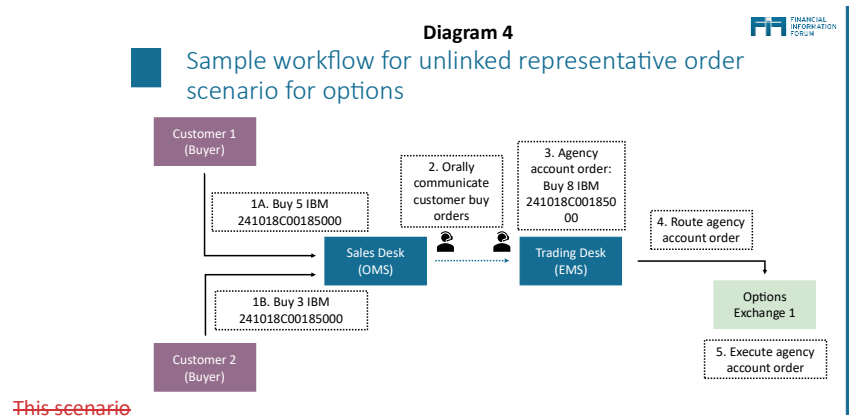 Diagram 4
FIF FINANCIAL
INFORMATION
FORUM
Sample workflow for unlinked representative order
scenario for options
Customer 1
(Buyer)
1A. Buy 5 IBM
241018C00185000
2. Orally
communicate
customer buy
orders
3. Agency
account order:
Buy 8 IBM
241018C001850
00
4. Route agency
account order
Sales Desk
(OMS)
Trading Desk
(EMS)
1B. Buy 3 IBM
241018C00185000
Options
Exchange 1
Customer 2
(Buyer)
5. Execute agency
account order
This scenario